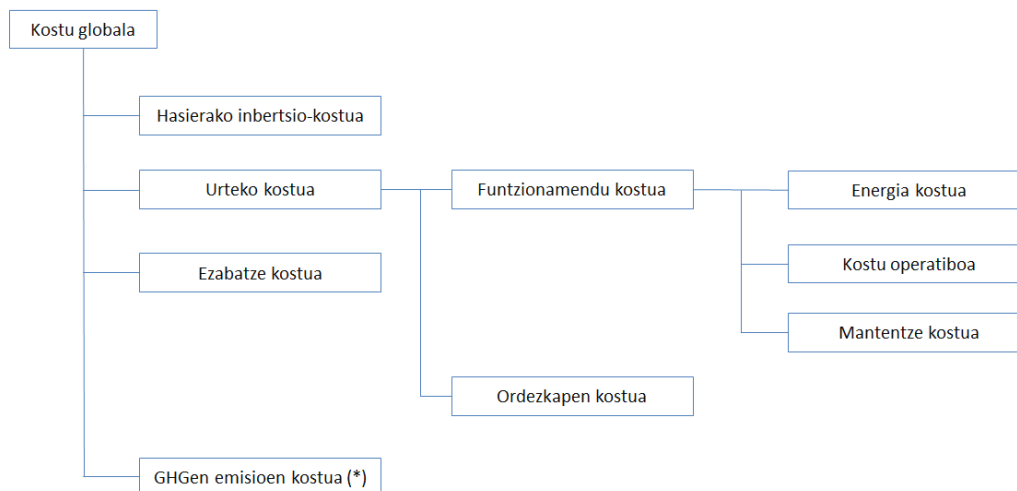 Kostu globala
Hasierako inbertsio-kostua
Urteko kostua
Funtzionamendu kostua
Energia kostua
Ezabatze kostua
Kostu operatiboa
Mantentze kostua
Ordezkapen kostua
GHGen emisioen kostua (*)